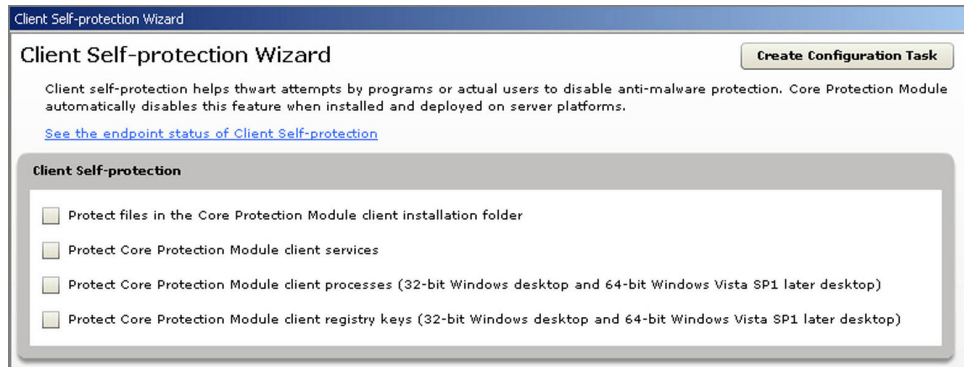 Client Self-protection Wizard
Client Self-protection Wizard
Create Configuration Task
Client self-protection helps thwart attempts by programs or actual users to disable anti-malware protection. Core Protection Module
automatically disables this feature when installed and deployed on server platforms.
See the endpoint status of Client Self-protection
Client Self-protection
Protect files in the Core Protection Module client installation folder
Protect Core Protection Module client services
Protect Core Protection Module client processes (32-bit Windows desktop and 64-bit Windows Vista SP1 later desktop)
Protect Core Protection Module client registry keys (32-bit Windows desktop and 64-bit Windows Vista SP1 later desktop)